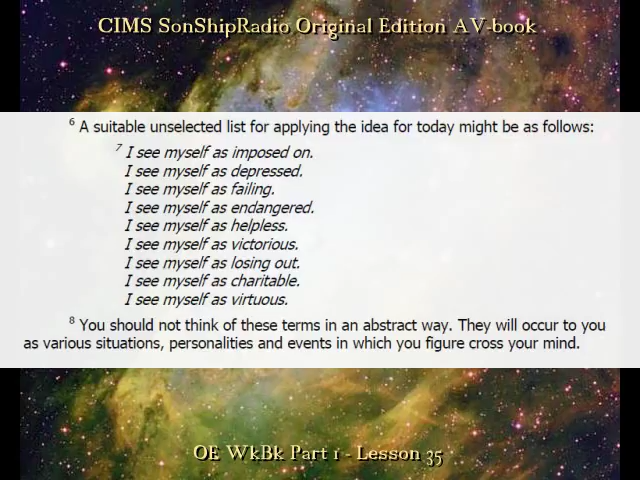 CIMS SonShipRadio Original Edition AV-book
6 A suitable unselected list for applying the idea for today might be as follows:
7 I see myself as imposed on.
I see myself as depressed.
I see myself as failing.
I see myself as endangered.
I see myself as helpless.
I see myself as victorious.
I see myself as losing out.
I see myself as charitable.
I see myself as virtuous.
8 You should not think of these terms in an abstract way. They will occur to you
as various situations, personalities and events in which you figure cross your mind.
OE WkBk Part 1 - Lesson 35